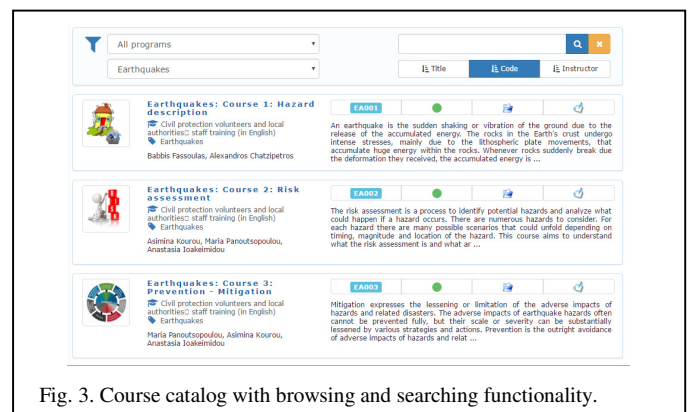 All programs
Earthquakes
Title
Code
Instructor
Earthquakes: Course 1: Hazard
description
Civil protection volunteers and local
authorities▯ staff training (in English)
Earthquakes
Babbis Fassoulas, Alexandros Chatzipetros
EA001
An earthquake is the sudden shaking or vibration of the ground due to the
release of the accumulated energy. The rocks in the Earth's crust undergo
intense stresses, mainly due to the lithospheric plate movements, that
accumulate huge energy within the rocks. Whenever rocks suddenly break due
the deformation they received, the accumulated energy is ...
Earthquakes: Course 2: Risk
assessment
Civil protection volunteers and local
authorities▯ staff training (in English)
Earthquakes
Asimina Kourou, Maria Panoutsopoulou,
Anastasia Ioakeimidou
EA002
The risk assessment is a process to identify potential hazards and analyze what
could happen if a hazard occurs. There are numerous hazards to consider. For
each hazard there are many possible scenarios that could unfold depending on
timing, magnitude and location of the hazard. This course aims to understand
what the risk assessment is and what ar ...
Earthquakes: Course 3:
Prevention - Mitigation
Civil protection volunteers and local
authorities▯ staff training (in English)
Earthquakes
Maria Panoutsopoulou, Asimina Kourou,
Anastasia Ioakeimidou
EA003
Mitigation expresses the lessening or limitation of the adverse impacts of
hazards and related disasters. The adverse impacts of earthquake hazards often
cannot be prevented fully, but their scale or severity can be substantially
lessened by various strategies and actions. Prevention is the outright avoidance
of adverse impacts of hazards and relat ...
Fig. 3. Course catalog with browsing and searching functionality.